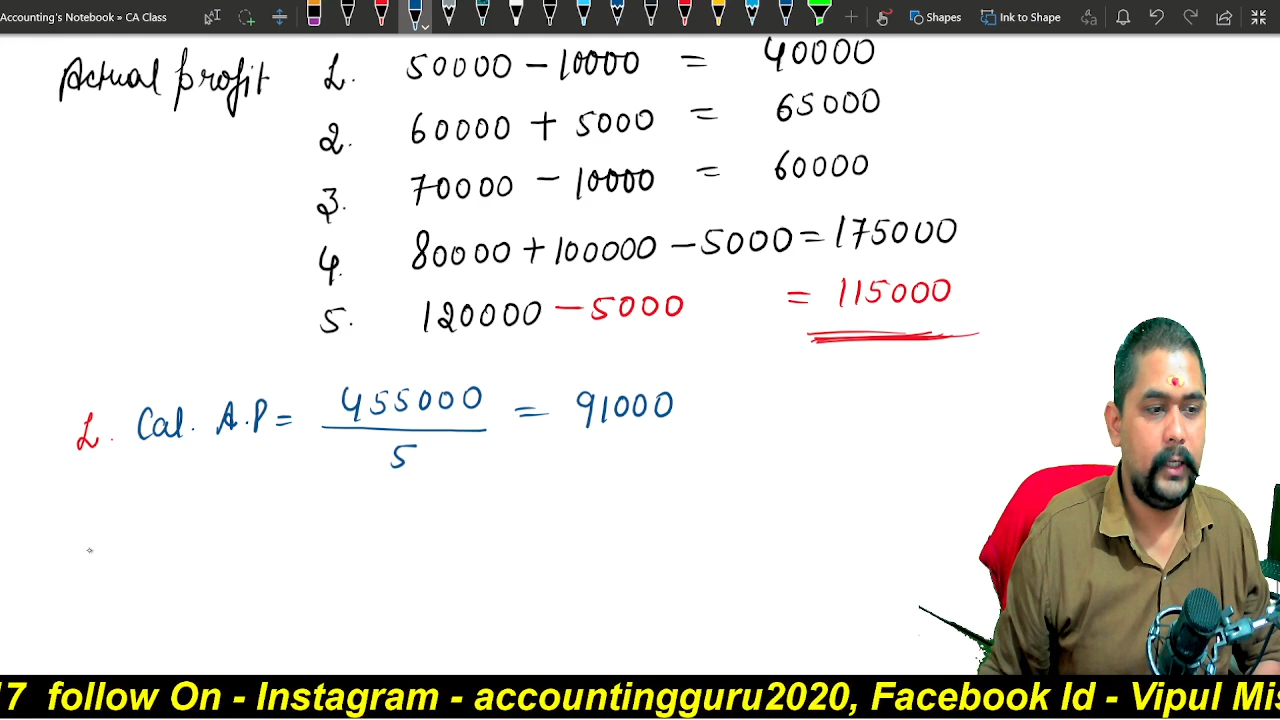 Accounting's Notebook » CA Class
Shapes
Ink to Shape
Actual profit 1. 50000 - 10000 = 40000
2. 60000 + 5000 = 65000
3. 70000 - 10000 = 60000
4. 80000 + 100000 - 5000 = 175000
5. 120000 - 5000 = 115000
1. Cal. A.P = 455000 / 5 = 91000
17 follow On - Instagram - accountingguru2020, Facebook Id - Vipul Mis